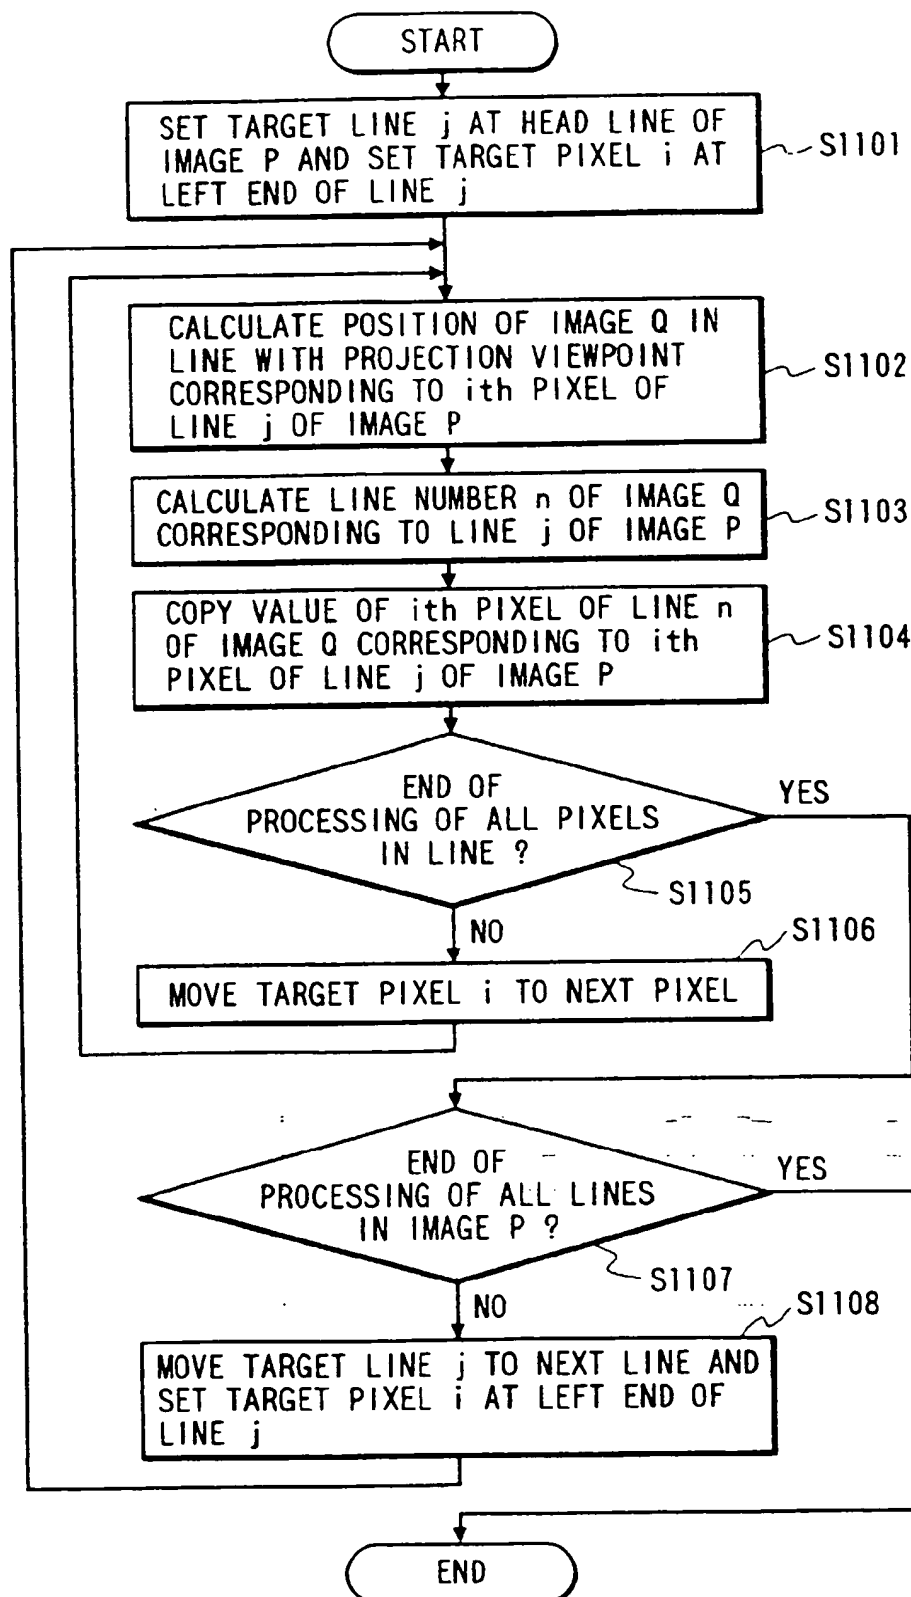 START
SET TARGET LINE j AT HEAD LINE OF
IMAGE P AND SET TARGET PIXEL i AT
LEFT END OF LINE j
S1101
CALCULATE POSITION OF IMAGE Q IN
LINE WITH PROJECTION VIEWPOINT
CORRESPONDING TO ith PIXEL OF
LINE j OF IMAGE P
S1102
CALCULATE LINE NUMBER n OF IMAGE Q
CORRESPONDING TO LINE j OF IMAGE P
S1103
COPY VALUE OF ith PIXEL OF LINE n
OF IMAGE Q CORRESPONDING TO ith
PIXEL OF LINE j OF IMAGE P
S1104
END OF
PROCESSING OF ALL PIXELS
IN LINE ?
YES
S1105
NO
S1106
MOVE TARGET PIXEL i TO NEXT PIXEL
END OF
PROCESSING OF ALL LINES
IN IMAGE P ?
YES
S1107
NO
S1108
MOVE TARGET LINE j TO NEXT LINE AND
SET TARGET PIXEL i AT LEFT END OF
LINE j
END